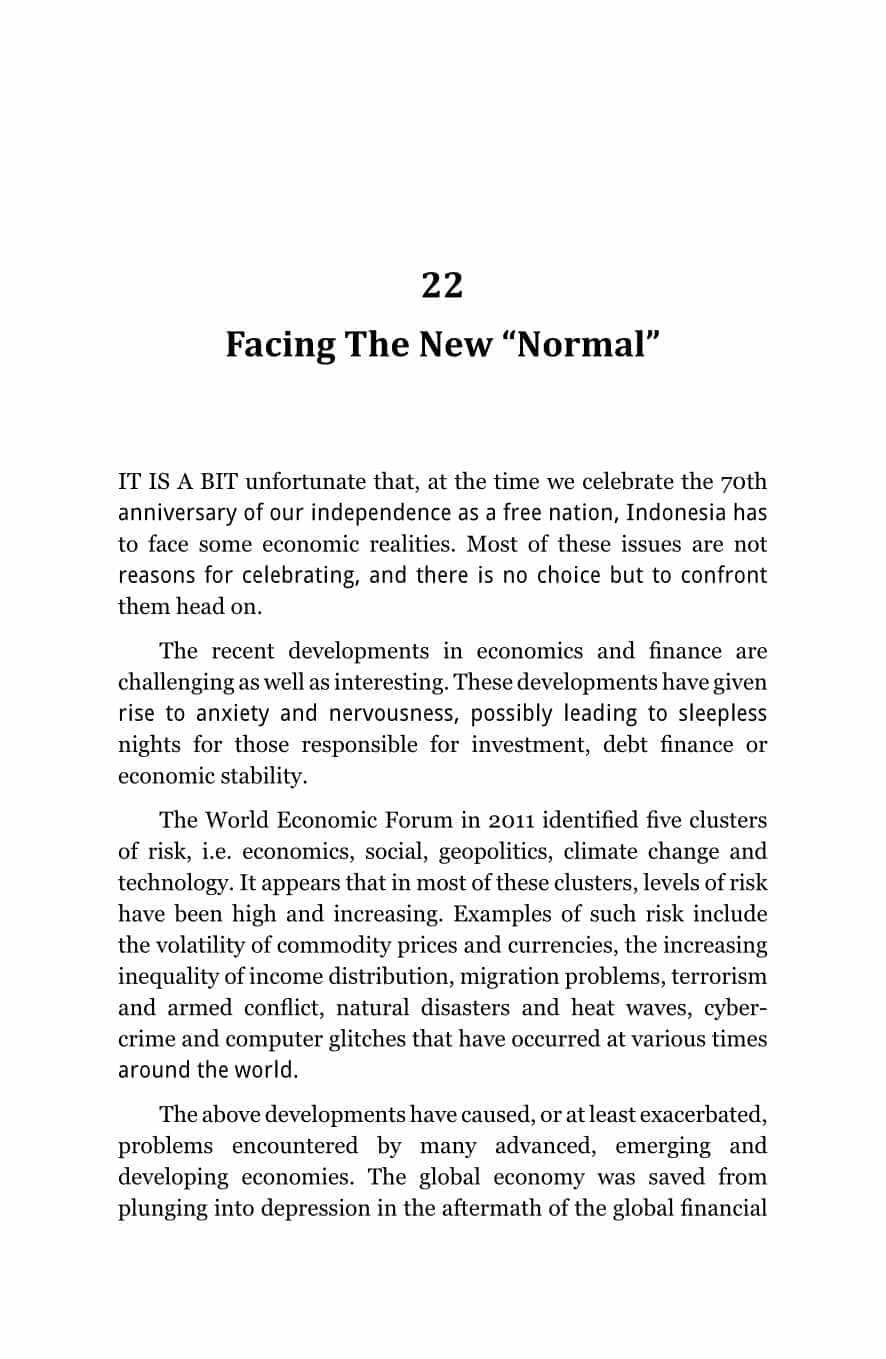 22
Facing The New “Normal”
IT IS A BIT unfortunate that, at the time we celebrate the 70th
anniversary of our independence as a free nation, Indonesia has
to face some economic realities. Most of these issues are not
reasons for celebrating, and there is no choice but to confront
them head on.
The recent developments in economics and finance are
challenging as well as interesting. These developments have given
rise to anxiety and nervousness, possibly leading to sleepless
nights for those responsible for investment, debt finance or
economic stability.
The World Economic Forum in 2011 identified five clusters
of risk, i.e. economics, social, geopolitics, climate change and
technology. It appears that in most of these clusters, levels of risk
have been high and increasing. Examples of such risk include
the volatility of commodity prices and currencies, the increasing
inequality of income distribution, migration problems, terrorism
and armed conflict, natural disasters and heat waves, cyber-
crime and computer glitches that have occurred at various times
around the world.
The above developments have caused, or at least exacerbated,
problems encountered by many advanced, emerging and
developing economies. The global economy was saved from
plunging into depression in the aftermath of the global financial